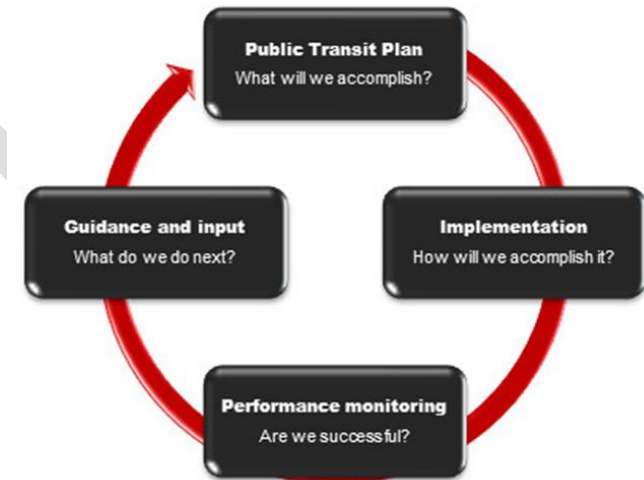 Public Transit Plan
What will we accomplish?
Guidance and input
What do we do next?
Implementation
How will we accomplish it?
Performance monitoring
Are we successful?